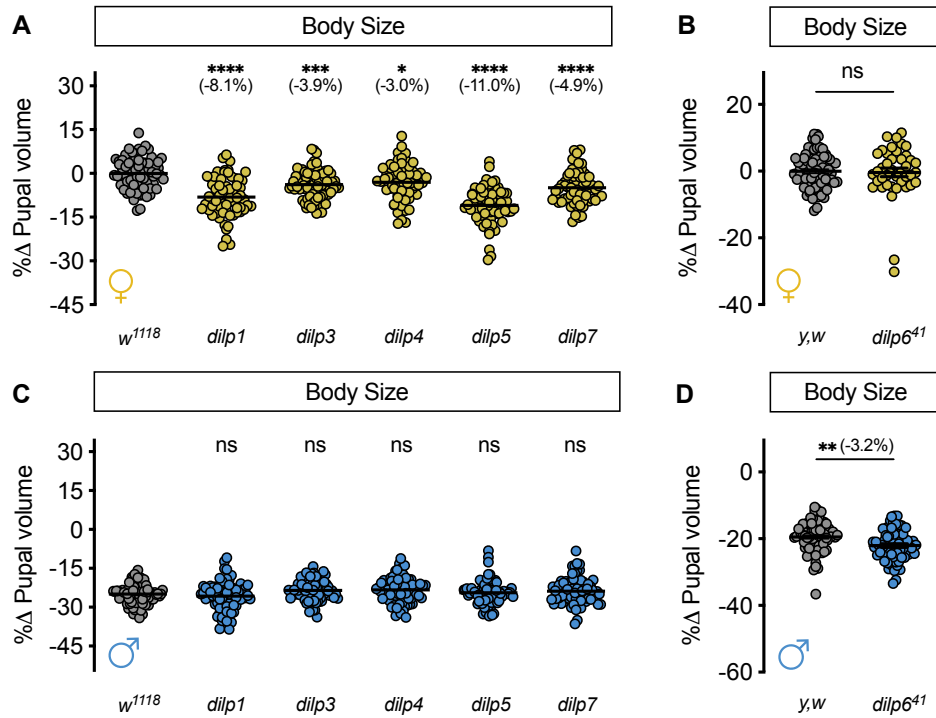 A
Body Size
%Δ Pupal volume
30
15
0
-15
-30
-45
**** *** * **** ****
(-8.1%) (-3.9%) (-3.0%) (-11.0%) (-4.9%)
♀
w1118 dilp1 dilp3 dilp4 dilp5 dilp7
B
Body Size
%Δ Pupal volume
20
0
-20
-40
ns
♀
y,w dilp641
C
Body Size
%Δ Pupal volume
30
15
0
-15
-30
-45
ns ns ns ns ns
♂
w1118 dilp1 dilp3 dilp4 dilp5 dilp7
D
Body Size
%Δ Pupal volume
0
-20
-40
-60
**(-3.2%)
♂
y,w dilp641